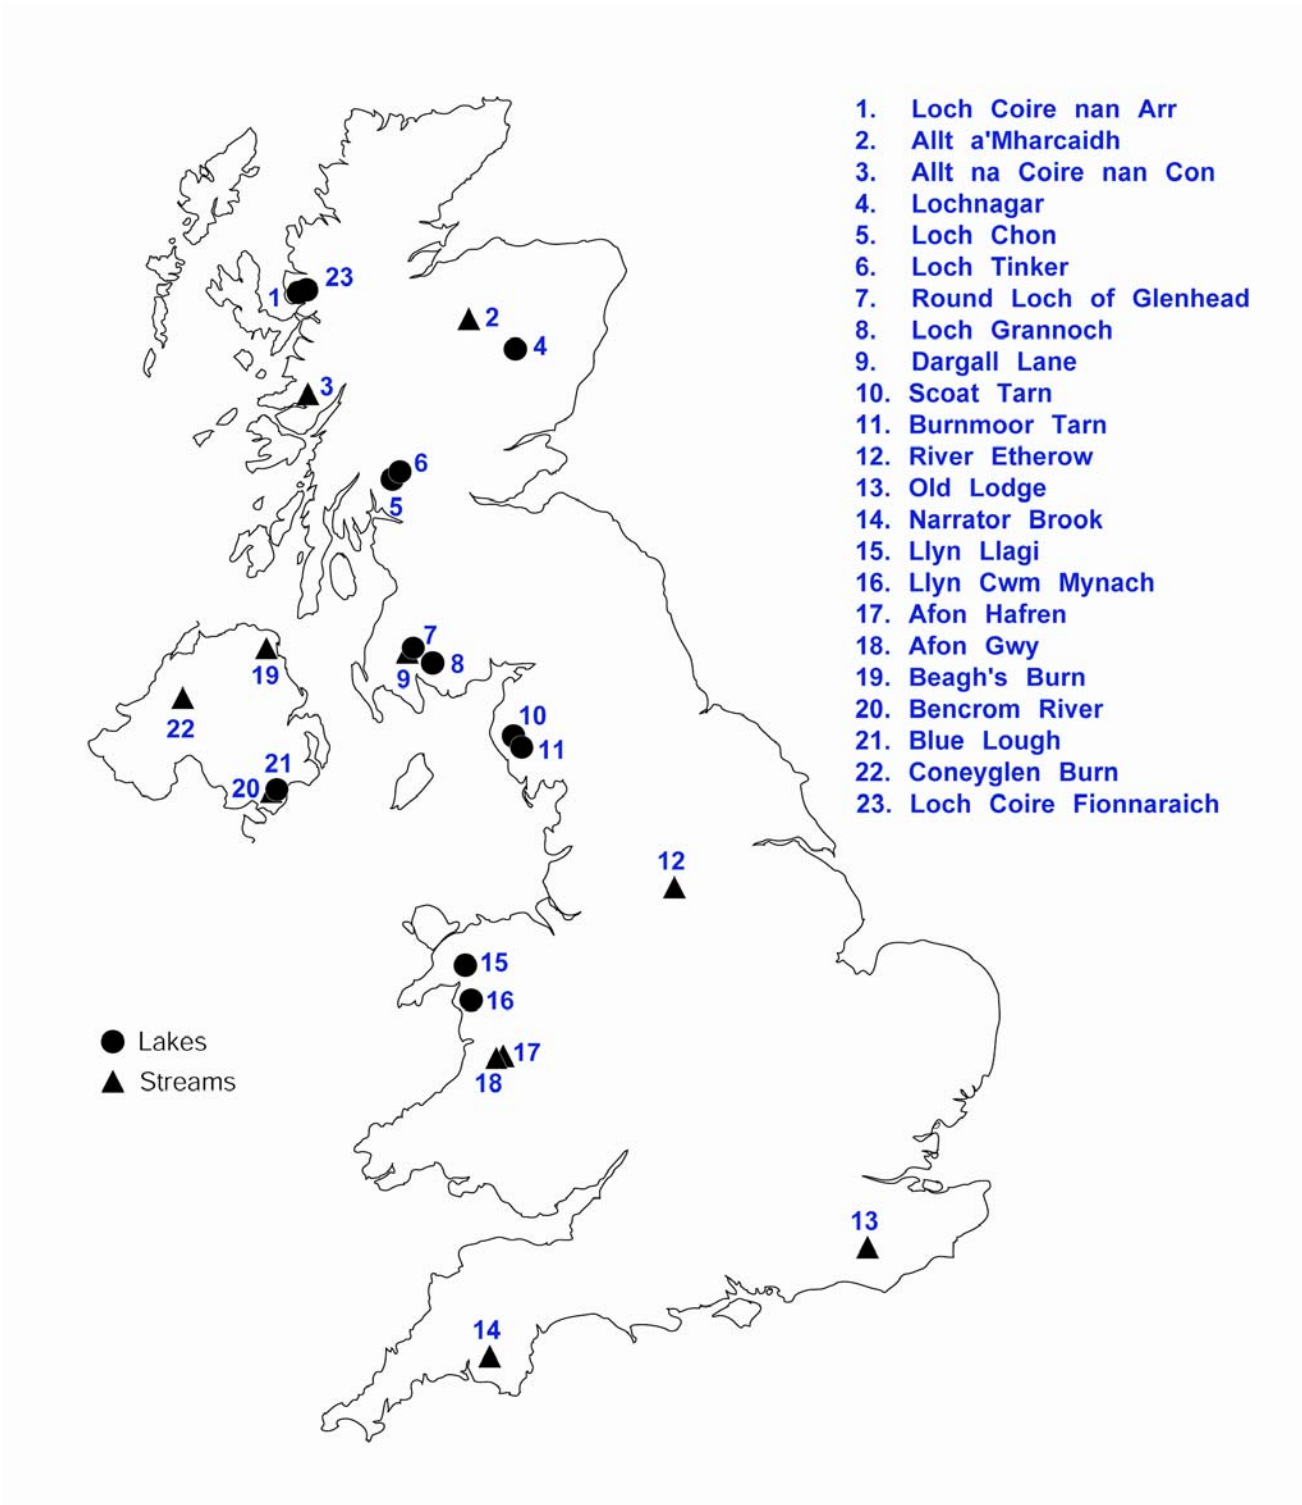 1. Loch Coire nan Arr
2. Allt a'Mharcaidh
3. Allt na Coire nan Con
4. Lochnagar
5. Loch Chon
6. Loch Tinker
7. Round Loch of Glenhead
8. Loch Grannoch
9. Dargall Lane
10. Scoat Tarn
11. Burnmoor Tarn
12. River Etherow
13. Old Lodge
14. Narrator Brook
15. Llyn Llagi
16. Llyn Cwm Mynach
17. Afon Hafren
18. Afon Gwy
19. Beagh's Burn
20. Bencrom River
21. Blue Lough
22. Coneyglen Burn
23. Loch Coire Fionnaraich
23
1
2
4
3
6
5
7
8
9
19
22
10
11
21
20
12
15
16
17
18
13
14
Lakes
Streams